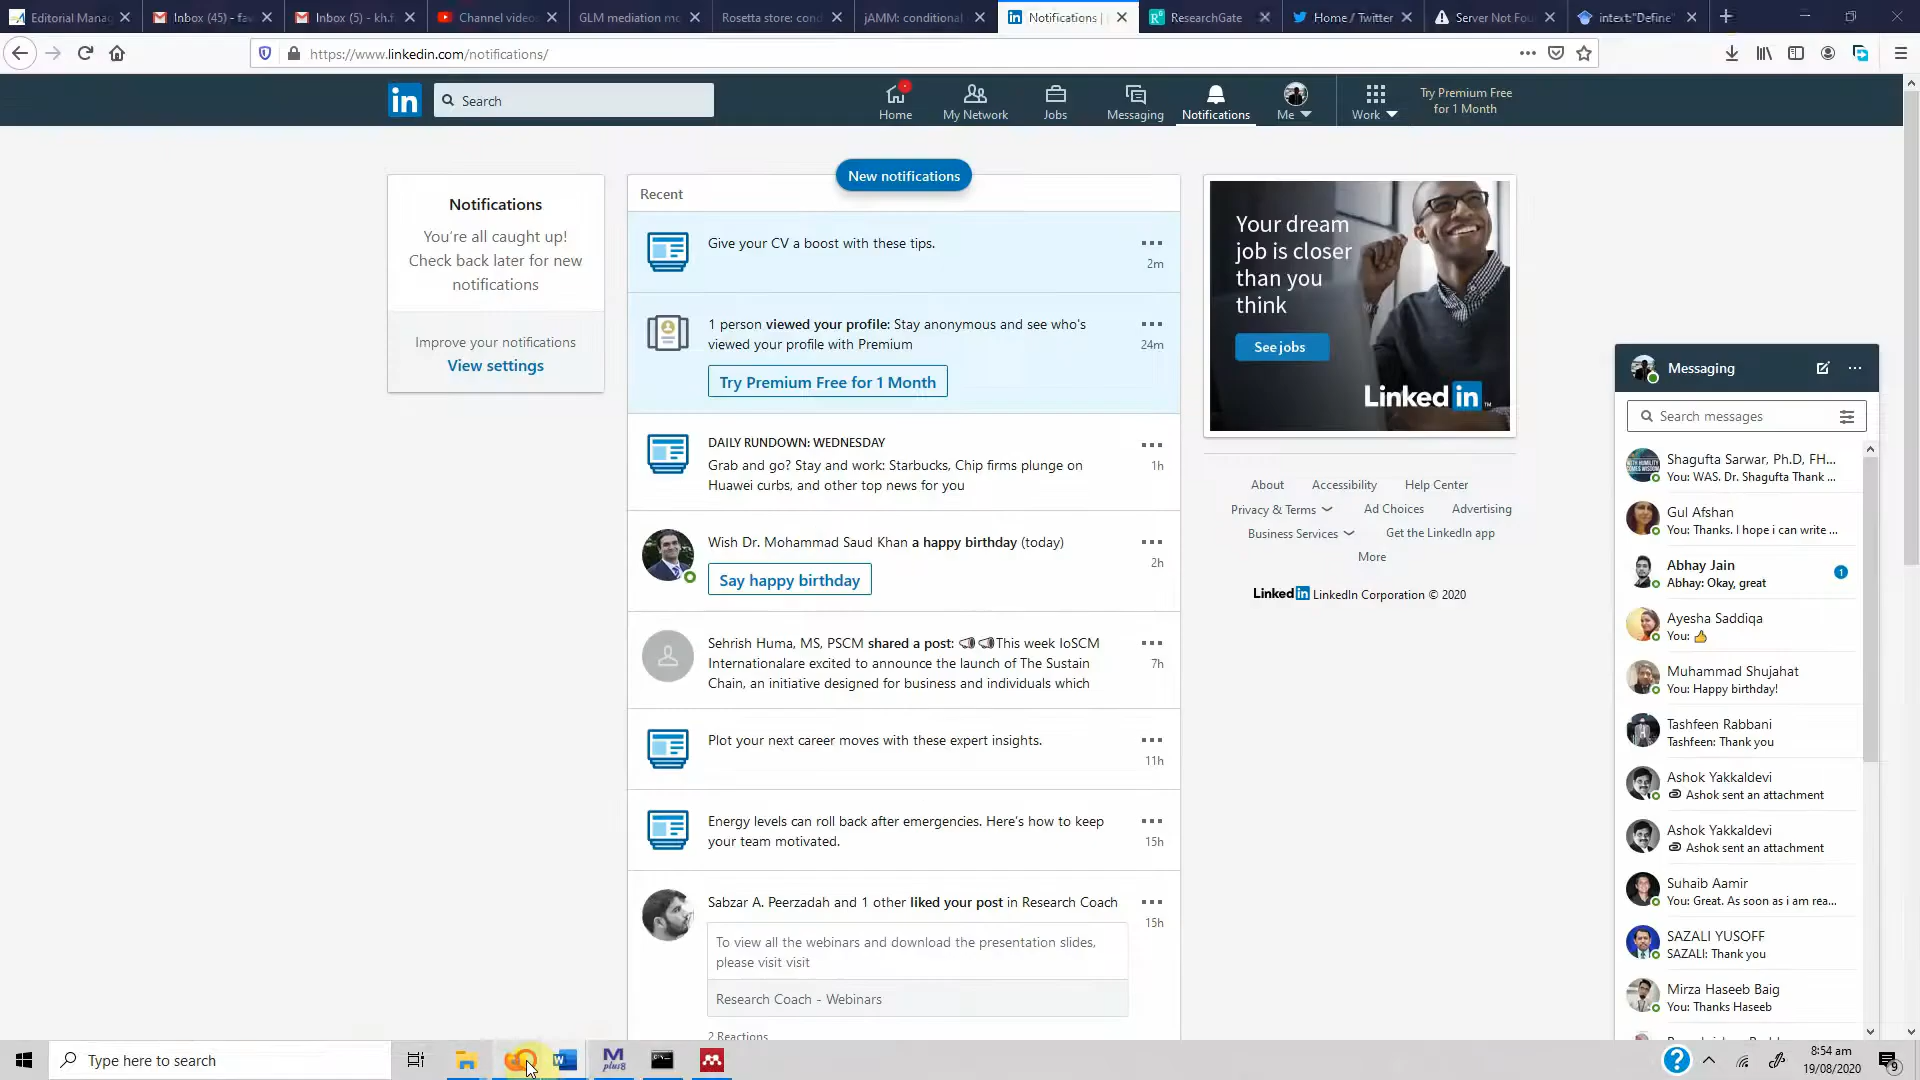 Editorial Manag
Inbox (45) - fav
Inbox (5) - kh.f
Channel videos
GLM mediation mo
Rosetta store: cond
jAMM: conditional
Notifications |
ResearchGate
Home / Twitter
Server Not Fou
intext:"Define"
https://www.linkedin.com/notifications/
in
Search
Home
My Network
Jobs
Messaging
Notifications
Me
Work
Try Premium Free
for 1 Month
Notifications
You're all caught up!
Check back later for new
notifications
Improve your notifications
View settings
New notifications
Recent
Give your CV a boost with these tips.
2m
1 person viewed your profile: Stay anonymous and see who's
viewed your profile with Premium
24m
Try Premium Free for 1 Month
DAILY RUNDOWN: WEDNESDAY
Grab and go? Stay and work: Starbucks, Chip firms plunge on
Huawei curbs, and other top news for you
1h
Wish Dr. Mohammad Saud Khan a happy birthday (today)
2h
Say happy birthday
Sehrish Huma, MS, PSCM shared a post: This week IoSCM
Internationalare excited to announce the launch of The Sustain
Chain, an initiative designed for business and individuals which
7h
Plot your next career moves with these expert insights.
11h
Energy levels can roll back after emergencies. Here's how to keep
your team motivated.
15h
Sabzar A. Peerzadah and 1 other liked your post in Research Coach
15h
To view all the webinars and download the presentation slides,
please visit visit
Research Coach - Webinars
2 Reactions
Your dream
job is closer
than you
think
See jobs
Linked in
About
Accessibility
Help Center
Privacy & Terms
Ad Choices
Advertising
Business Services
Get the LinkedIn app
More
Linked in LinkedIn Corporation © 2020
Messaging
Search messages
Shagufta Sarwar, Ph.D, FH...
You: WAS. Dr. Shagufta Thank ...
Gul Afshan
You: Thanks. I hope i can write ...
Abhay Jain
Abhay: Okay, great
1
Ayesha Saddiqa
You: 👍
Muhammad Shujahat
You: Happy birthday!
Tashfeen Rabbani
Tashfeen: Thank you
Ashok Yakkaldevi
Ashok sent an attachment
Ashok Yakkaldevi
Ashok sent an attachment
Suhaib Aamir
You: Great. As soon as i am rea...
SAZALI YUSOFF
SAZALI: Thank you
Mirza Haseeb Baig
You: Thanks Haseeb
Type here to search
M
plus8
8:54 am
19/08/2020
9